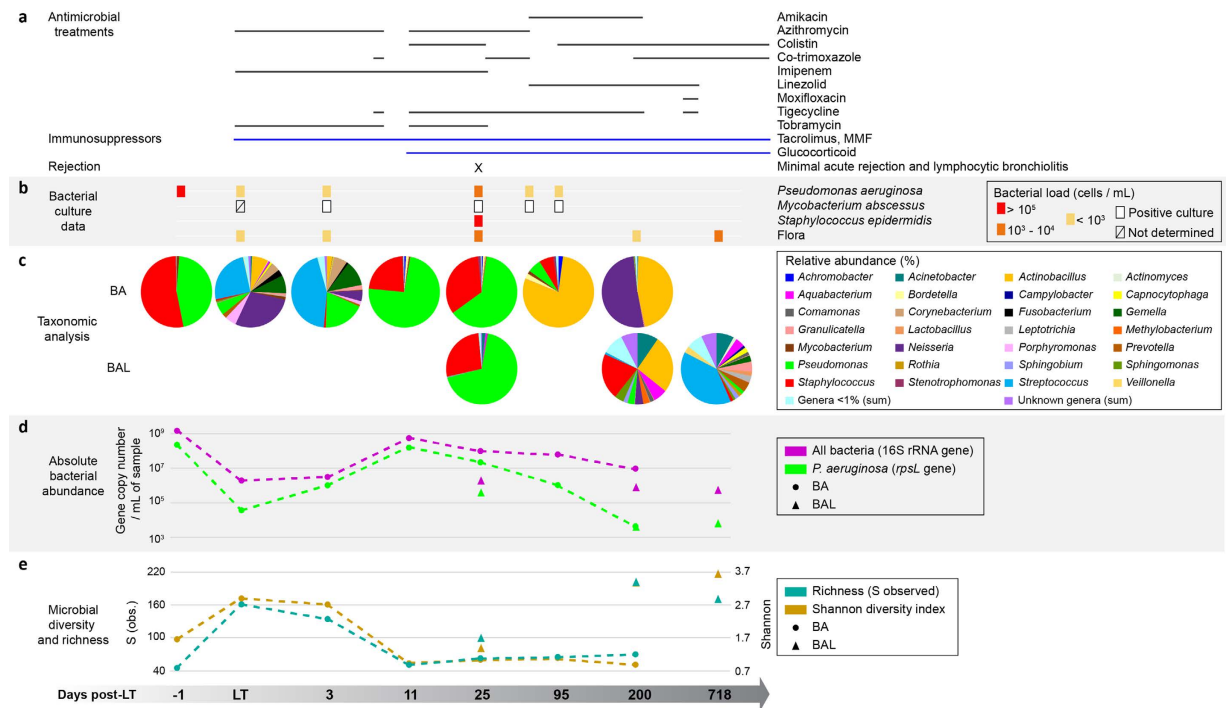 a
Antimicrobial
treatments
Amikacin
Azithromycin
Colistin
Co-trimoxazole
Imipenem
Linezolid
Moxifloxacin
Tigecycline
Tobramycin
Immunosuppressors
Tacrolimus, MMF
Glucocorticoid
Rejection
X
Minimal acute rejection and lymphocytic bronchiolitis
b
Bacterial
culture
data
Pseudomonas aeruginosa
Mycobacterium abscessus
Staphylococcus epidermidis
Flora
Bacterial load (cells / mL)
> 10⁵
< 10³
10³ - 10⁴
Positive culture
Not determined
c
BA
Taxonomic
analysis
BAL
Relative abundance (%)
Achromobacter Acinetobacter Actinobacillus Actinomyces
Aquabacterium Bordetella Campylobacter Capnocytophaga
Comamonas Corynebacterium Fusobacterium Gemella
Granulicatella Lactobacillus Leptotrichia Methylobacterium
Mycobacterium Neisseria Porphyromonas Prevotella
Pseudomonas Rothia Sphingobium Sphingomonas
Staphylococcus Stenotrophomonas Streptococcus Veillonella
Genera <1% (sum) Unknown genera (sum)
d
Absolute
bacterial
abundance
Gene copy number
/ mL of sample
10⁹
10⁷
10⁵
10³
All bacteria (16S rRNA gene)
P. aeruginosa (rpsL gene)
BA
BAL
e
Microbial
diversity
and richness
S (obs.)
220
160
100
40
3.7
2.7
1.7
0.7
Shannon
Richness (S observed)
Shannon diversity index
BA
BAL
Days post-LT -1 LT 3 11 25 95 200 718